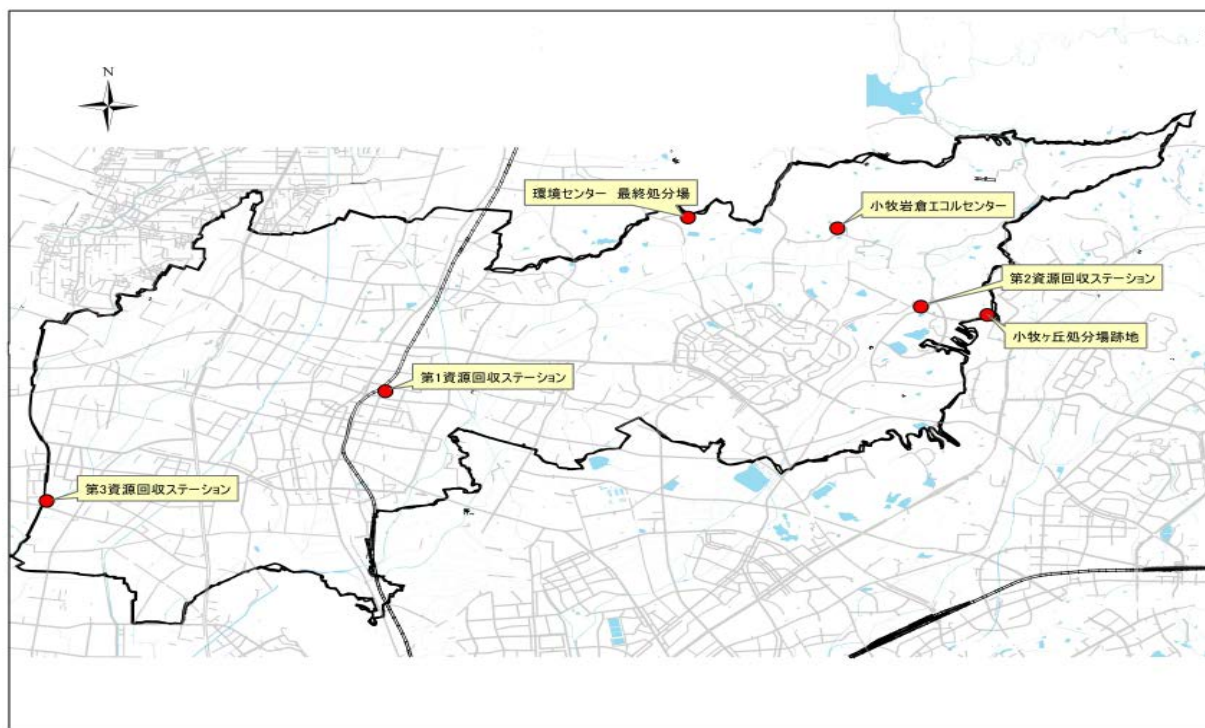 N
環境センター 最終処分場
小牧岩倉エコルセンター
第2資源回収ステーション
小牧ヶ丘処分場跡地
第1資源回収ステーション
第3資源回収ステーション